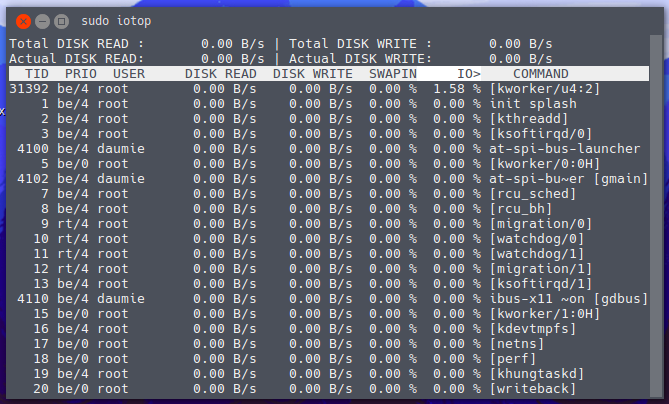 sudo iotop
Total DISK READ :       0.00 B/s | Total DISK WRITE :       0.00 B/s
Actual DISK READ:       0.00 B/s | Actual DISK WRITE:       0.00 B/s
  TID  PRIO  USER     DISK READ  DISK WRITE  SWAPIN     IO>    COMMAND
31392 be/4 root        0.00 B/s    0.00 B/s  0.00 %  1.58 % [kworker/u4:2]
    1 be/4 root        0.00 B/s    0.00 B/s  0.00 %  0.00 % init splash
    2 be/4 root        0.00 B/s    0.00 B/s  0.00 %  0.00 % [kthreadd]
    3 be/4 root        0.00 B/s    0.00 B/s  0.00 %  0.00 % [ksoftirqd/0]
 4100 be/4 daumie      0.00 B/s    0.00 B/s  0.00 %  0.00 % at-spi-bus-launcher
    5 be/0 root        0.00 B/s    0.00 B/s  0.00 %  0.00 % [kworker/0:0H]
 4102 be/4 daumie      0.00 B/s    0.00 B/s  0.00 %  0.00 % at-spi-bu~er [gmain]
    7 be/4 root        0.00 B/s    0.00 B/s  0.00 %  0.00 % [rcu_sched]
    8 be/4 root        0.00 B/s    0.00 B/s  0.00 %  0.00 % [rcu_bh]
    9 rt/4 root        0.00 B/s    0.00 B/s  0.00 %  0.00 % [migration/0]
   10 rt/4 root        0.00 B/s    0.00 B/s  0.00 %  0.00 % [watchdog/0]
   11 rt/4 root        0.00 B/s    0.00 B/s  0.00 %  0.00 % [watchdog/1]
   12 rt/4 root        0.00 B/s    0.00 B/s  0.00 %  0.00 % [migration/1]
   13 be/4 root        0.00 B/s    0.00 B/s  0.00 %  0.00 % [ksoftirqd/1]
 4110 be/4 daumie      0.00 B/s    0.00 B/s  0.00 %  0.00 % ibus-x11 ~on [gdbus]
   15 be/0 root        0.00 B/s    0.00 B/s  0.00 %  0.00 % [kworker/1:0H]
   16 be/4 root        0.00 B/s    0.00 B/s  0.00 %  0.00 % [kdevtmpfs]
   17 be/0 root        0.00 B/s    0.00 B/s  0.00 %  0.00 % [netns]
   18 be/0 root        0.00 B/s    0.00 B/s  0.00 %  0.00 % [perf]
   19 be/4 root        0.00 B/s    0.00 B/s  0.00 %  0.00 % [khungtaskd]
   20 be/0 root        0.00 B/s    0.00 B/s  0.00 %  0.00 % [writeback]